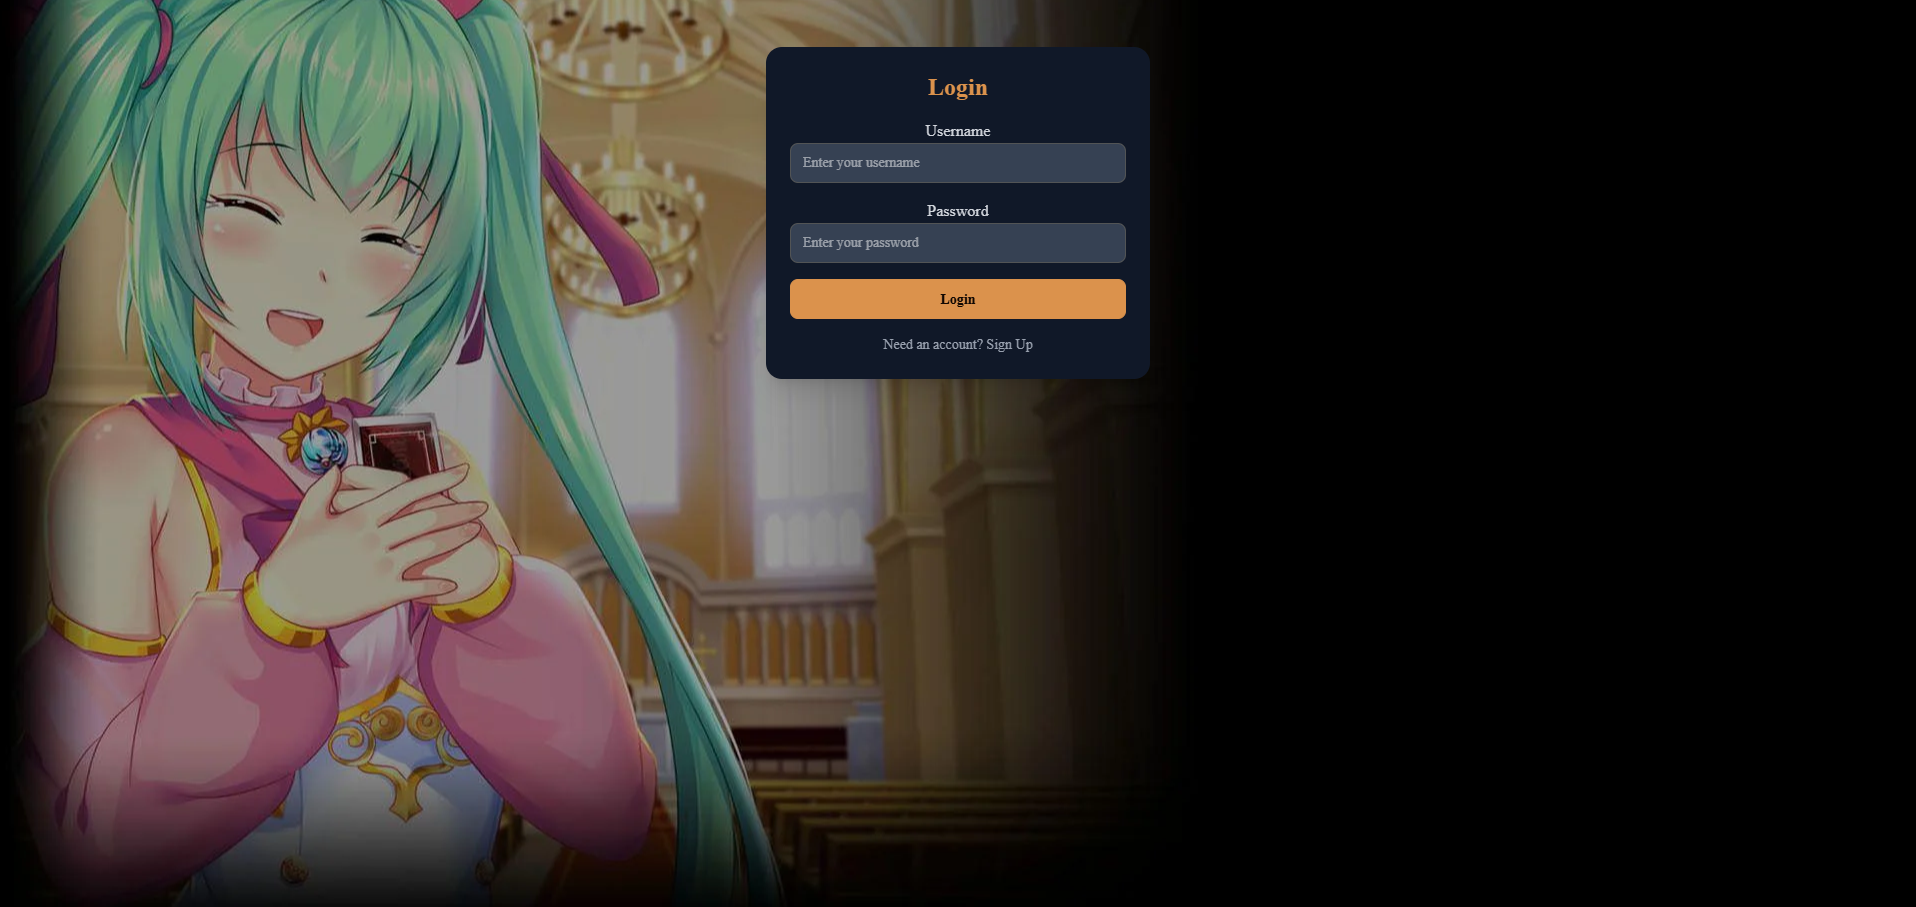 Login
Username
Enter your username
Password
Enter your password
Login
Need an account? Sign Up